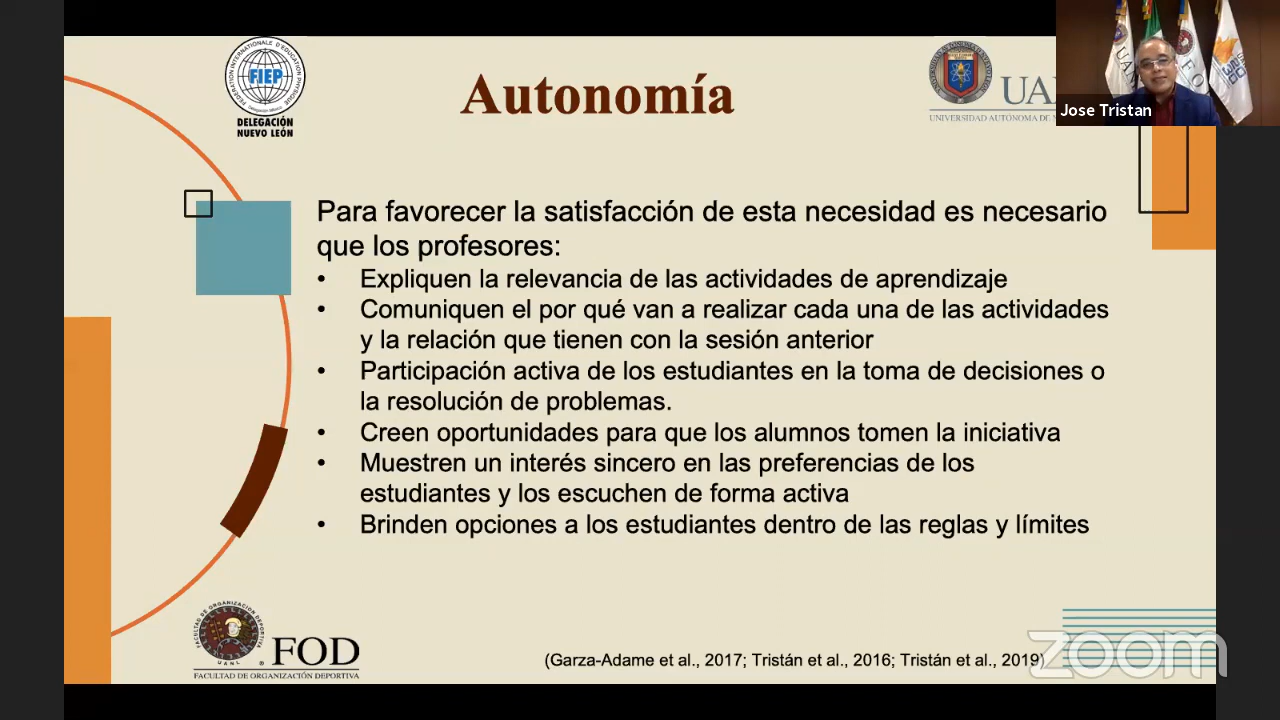 FIEP
DELEGACIÓN
NUEVO LEÓN
Autonomía
UA
UNIVERSIDAD AUTÓNOMA DE
Jose Tristan
Para favorecer la satisfacción de esta necesidad es necesario
que los profesores:
• Expliquen la relevancia de las actividades de aprendizaje
• Comuniquen el por qué van a realizar cada una de las actividades
y la relación que tienen con la sesión anterior
• Participación activa de los estudiantes en la toma de decisiones o
la resolución de problemas.
• Creen oportunidades para que los alumnos tomen la iniciativa
• Muestren un interés sincero en las preferencias de los
estudiantes y los escuchen de forma activa
• Brinden opciones a los estudiantes dentro de las reglas y límites
FACULTAD DE ORGANIZACIÓN DEPORTIVA
U A N L
® FOD
FACULTAD DE ORGANIZACIÓN DEPORTIVA
(Garza-Adame et al., 2017; Tristán et al., 2016; Tristán et al., 2019)
zoom